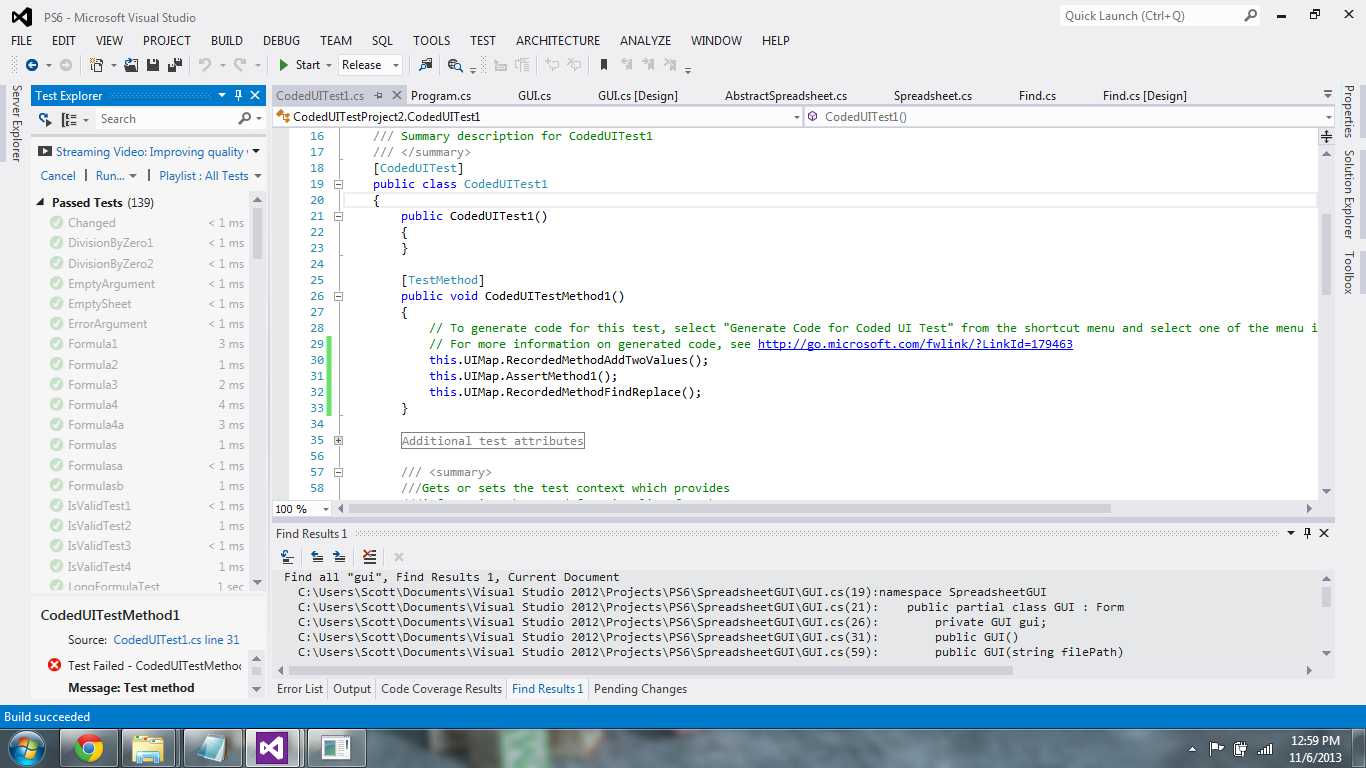 PS6 - Microsoft Visual Studio
Quick Launch (Ctrl+Q)
FILE EDIT VIEW PROJECT BUILD DEBUG TEAM SQL TOOLS TEST ARCHITECTURE ANALYZE WINDOW HELP
Start Release
Server Explorer
Test Explorer
Search
Streaming Video: Improving quality
Cancel | Run... | Playlist : All Tests
Passed Tests (139)
Changed < 1 ms
DivisionByZero1 < 1 ms
DivisionByZero2 < 1 ms
EmptyArgument < 1 ms
EmptySheet < 1 ms
ErrorArgument < 1 ms
Formula1 3 ms
Formula2 1 ms
Formula3 2 ms
Formula4 4 ms
Formula4a 3 ms
Formulas 1 ms
Formulasa < 1 ms
Formulasb 1 ms
IsValidTest1 < 1 ms
IsValidTest2 1 ms
IsValidTest3 < 1 ms
IsValidTest4 1 ms
LongFormulaTest 1 sec
CodedUITestMethod1
Source: CodedUITest1.cs line 31
Test Failed - CodedUITestMethod
Message: Test method
CodedUITest1.cs Program.cs GUI.cs GUI.cs [Design] AbstractSpreadsheet.cs Spreadsheet.cs Find.cs Find.cs [Design]
CodedUITestProject2.CodedUITest1 CodedUITest1()
16 /// Summary description for CodedUITest1
17 /// </summary>
18 [CodedUITest]
19 public class CodedUITest1
20 {
21 public CodedUITest1()
22 {
23 }
24
25 [TestMethod]
26 public void CodedUITestMethod1()
27 {
28 // To generate code for this test, select "Generate Code for Coded UI Test" from the shortcut menu and select one of the menu i
29 // For more information on generated code, see http://go.microsoft.com/fwlink/?LinkId=179463
30 this.UIMap.RecordedMethodAddTwoValues();
31 this.UIMap.AssertMethod1();
32 this.UIMap.RecordedMethodFindReplace();
33 }
34
35 Additional test attributes
56
57 /// <summary>
58 ///Gets or sets the test context which provides
100 %
Find Results 1
Find all "gui", Find Results 1, Current Document
C:\Users\Scott\Documents\Visual Studio 2012\Projects\PS6\SpreadsheetGUI\GUI.cs(19):namespace SpreadsheetGUI
C:\Users\Scott\Documents\Visual Studio 2012\Projects\PS6\SpreadsheetGUI\GUI.cs(21): public partial class GUI : Form
C:\Users\Scott\Documents\Visual Studio 2012\Projects\PS6\SpreadsheetGUI\GUI.cs(26): private GUI gui;
C:\Users\Scott\Documents\Visual Studio 2012\Projects\PS6\SpreadsheetGUI\GUI.cs(31): public GUI()
C:\Users\Scott\Documents\Visual Studio 2012\Projects\PS6\SpreadsheetGUI\GUI.cs(59): public GUI(string filePath)
Error List Output Code Coverage Results Find Results 1 Pending Changes
Properties
Solution Explorer
Toolbox
Build succeeded
12:59 PM
11/6/2013